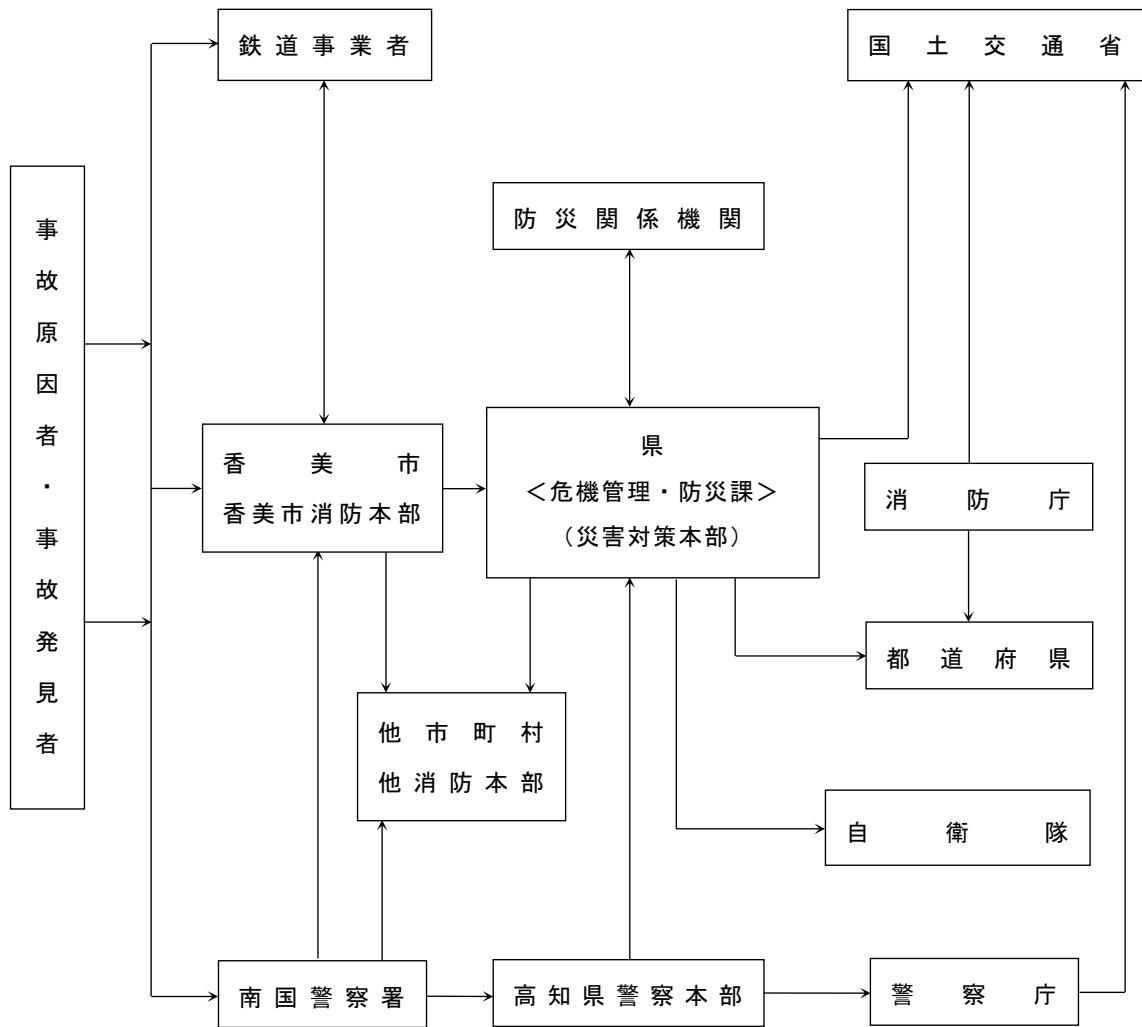 鉄道事業者
国土交通省
事故原因者・事故発見者
防災関係機関
香美市
香美市消防本部
県
＜危機管理・防災課＞
（災害対策本部）
消防庁
都道府県
他市町村
他消防本部
自衛隊
南国警察署
高知県警察本部
警察庁